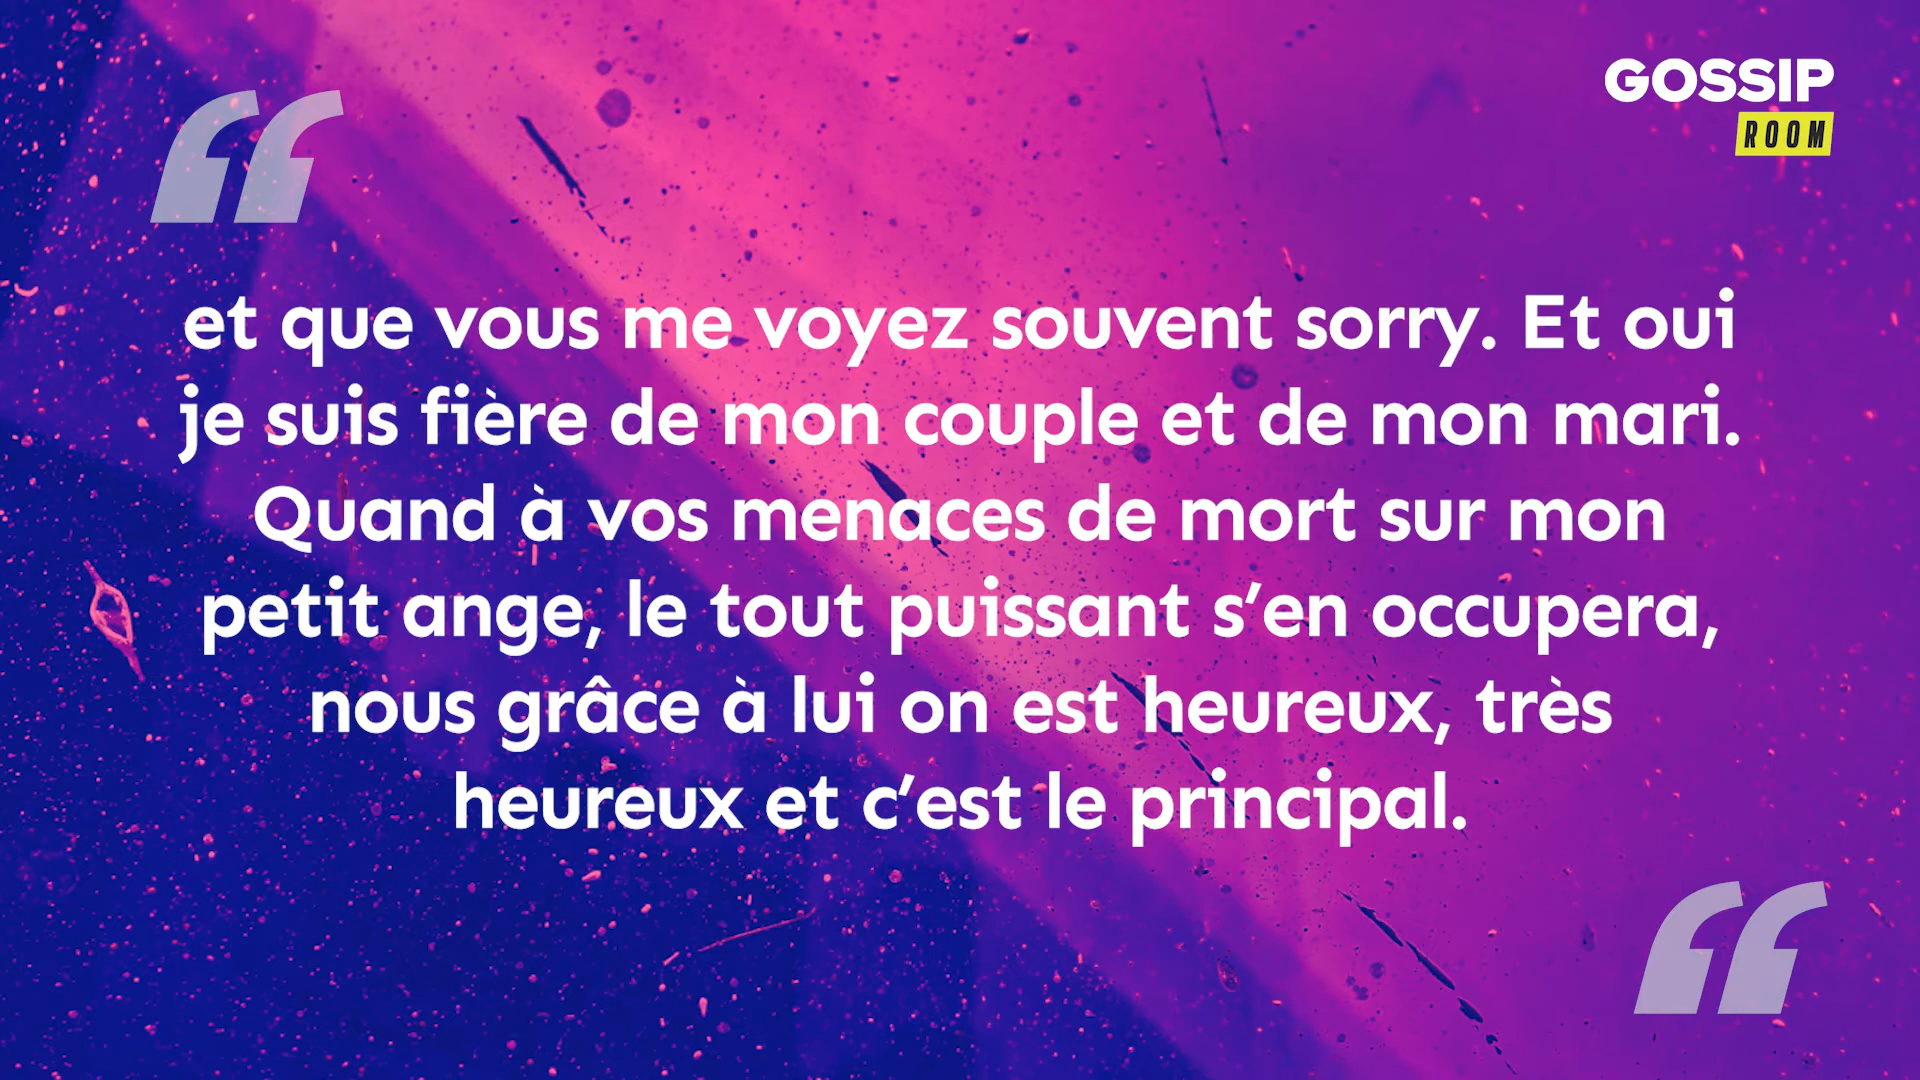 GOSSIP
ROOM
“
et que vous me voyez souvent sorry. Et oui
je suis fière de mon couple et de mon mari.
Quand à vos menaces de mort sur mon
petit ange, le tout puissant s’en occupera,
nous grâce à lui on est heureux, très
heureux et c’est le principal.
“